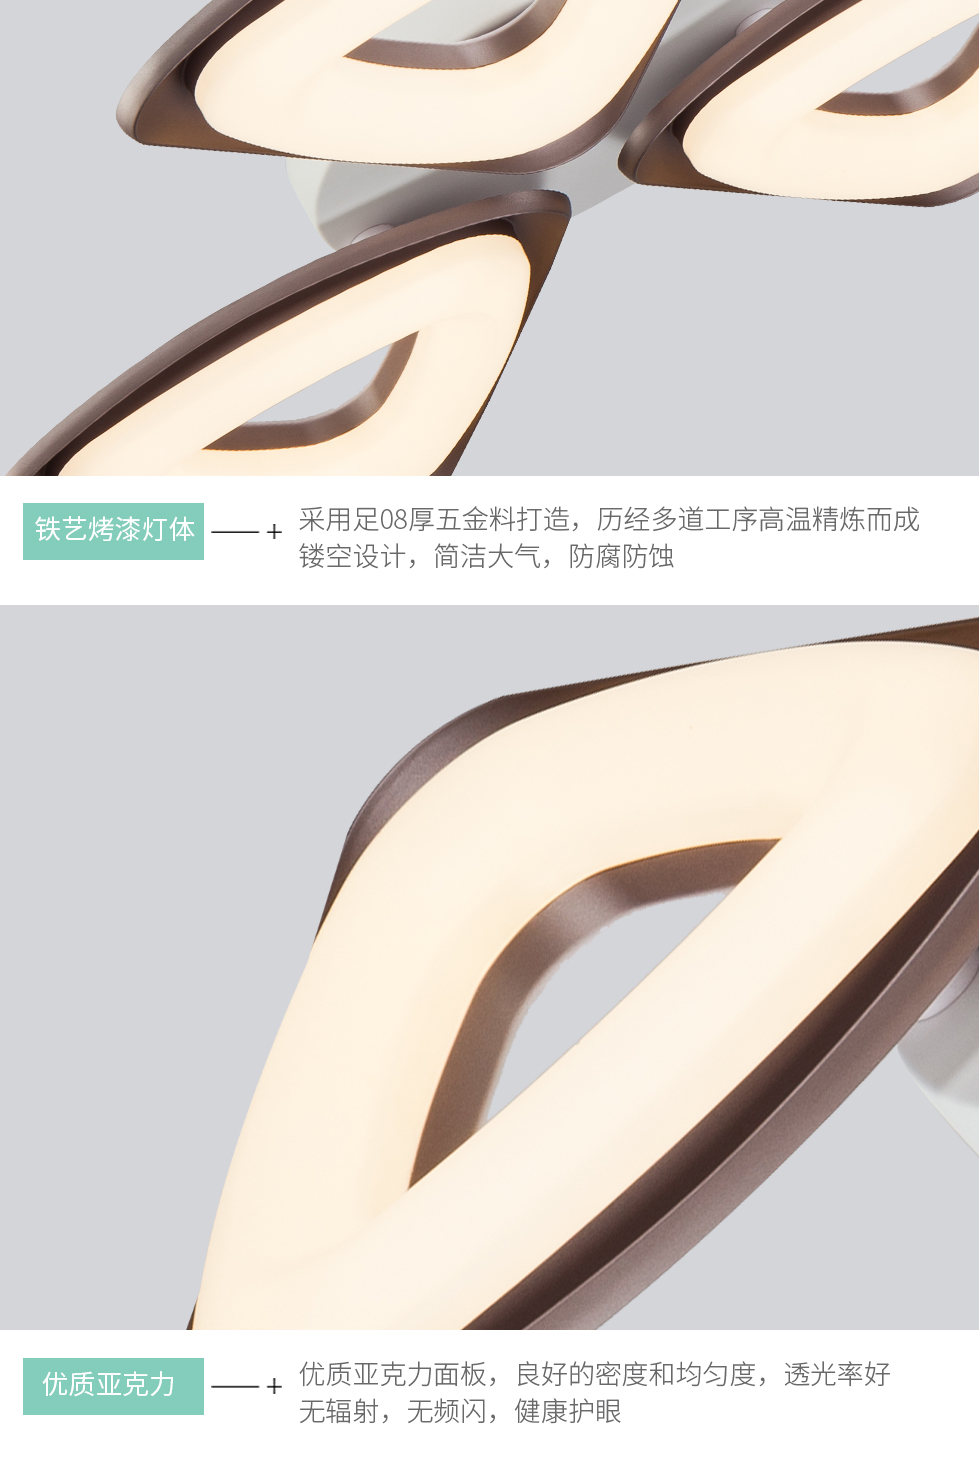 铁艺烤漆灯体
采用足08厚五金料打造，历经多道工序高温精炼而成
镂空设计，简洁大气，防腐防蚀
优质亚克力
优质亚克力面板，良好的密度和均匀度，透光率好
无辐射，无频闪，健康护眼